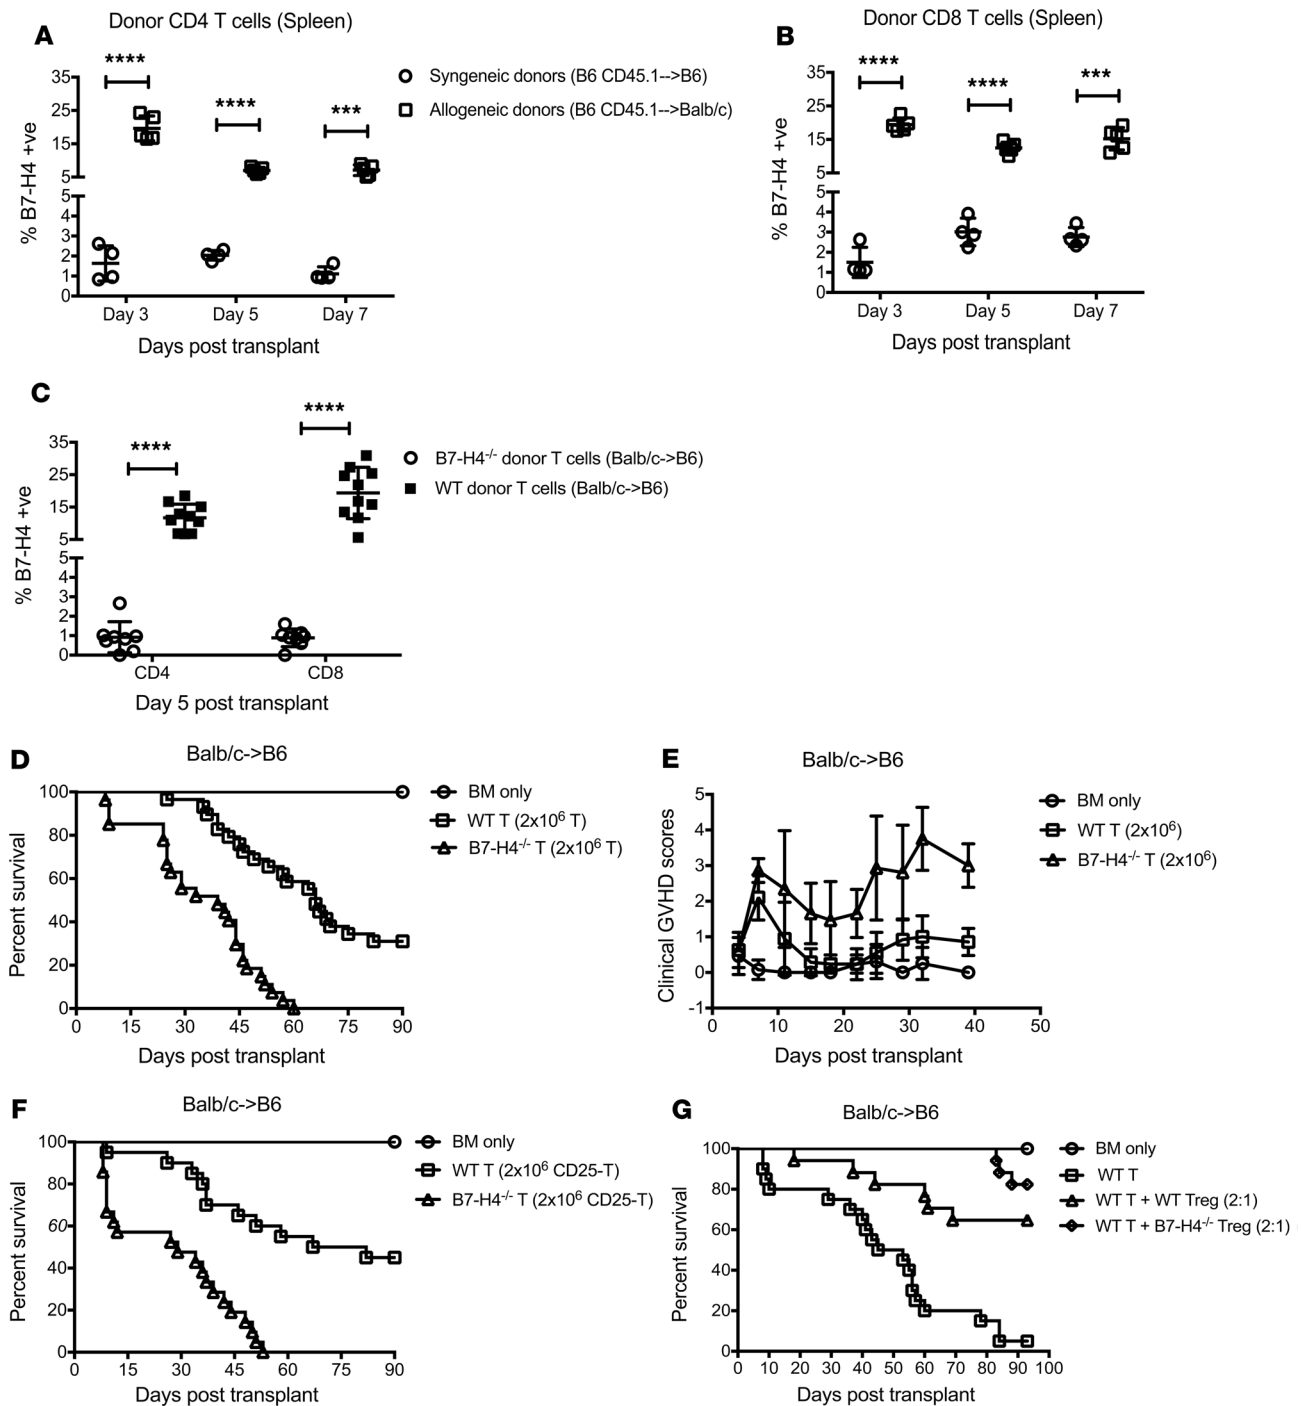 A
Donor CD4 T cells (Spleen)
****
****
***
% B7-H4 +ve
35
25
15
5
5
4
3
2
1
0
Day 3
Day 5
Day 7
Days post transplant
Syngeneic donors (B6 CD45.1-->B6)
Allogeneic donors (B6 CD45.1-->Balb/c)
B
Donor CD8 T cells (Spleen)
****
****
***
% B7-H4 +ve
35
25
15
5
5
4
3
2
1
0
Day 3
Day 5
Day 7
Days post transplant
C
****
****
% B7-H4 +ve
35
25
15
5
5
4
3
2
1
0
CD4
CD8
Day 5 post transplant
B7-H4-/- donor T cells (Balb/c->B6)
WT donor T cells (Balb/c->B6)
D
Balb/c->B6
Percent survival
100
80
60
40
20
0
0 15 30 45 60 75 90
Days post transplant
BM only
WT T (2x10⁶ T)
B7-H4-/- T (2x10⁶ T)
E
Balb/c->B6
Clinical GVHD scores
5
4
3
2
1
0
-1
0 10 20 30 40 50
Days post transplant
BM only
WT T (2x10⁶)
B7-H4-/- T (2x10⁶)
F
Balb/c->B6
Percent survival
100
80
60
40
20
0
0 15 30 45 60 75 90
Days post transplant
BM only
WT T (2x10⁶ CD25-T)
B7-H4-/- T (2x10⁶ CD25-T)
G
Balb/c->B6
Percent survival
100
80
60
40
20
0
0 10 20 30 40 50 60 70 80 90 100
Days post transplant
BM only
WT T
WT T + WT Treg (2:1)
WT T + B7-H4-/- Treg (2:1)